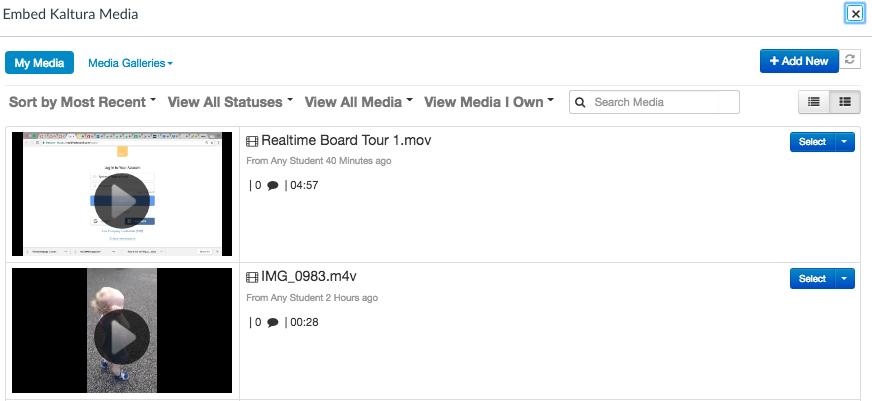 Embed Kaltura Media
My Media Media Galleries
+ Add New
Sort by Most Recent View All Statuses View All Media View Media I Own Search Media
Realtime Board Tour 1.mov Select
From Any Student 40 Minutes ago
| 0 | 04:57
IMG_0983.m4v Select
From Any Student 2 Hours ago
| 0 | 00:28